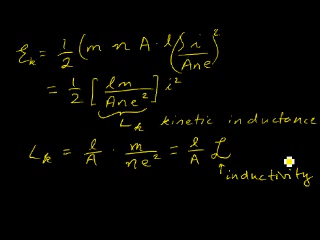 ℰ_k = 1/2 (m n A · l)(i/Ane)²
= 1/2 [lm/Ane²] i²
L_k kinetic inductance
L_k = l/A · m/ne² = l/A ℒ
↑ inductivity